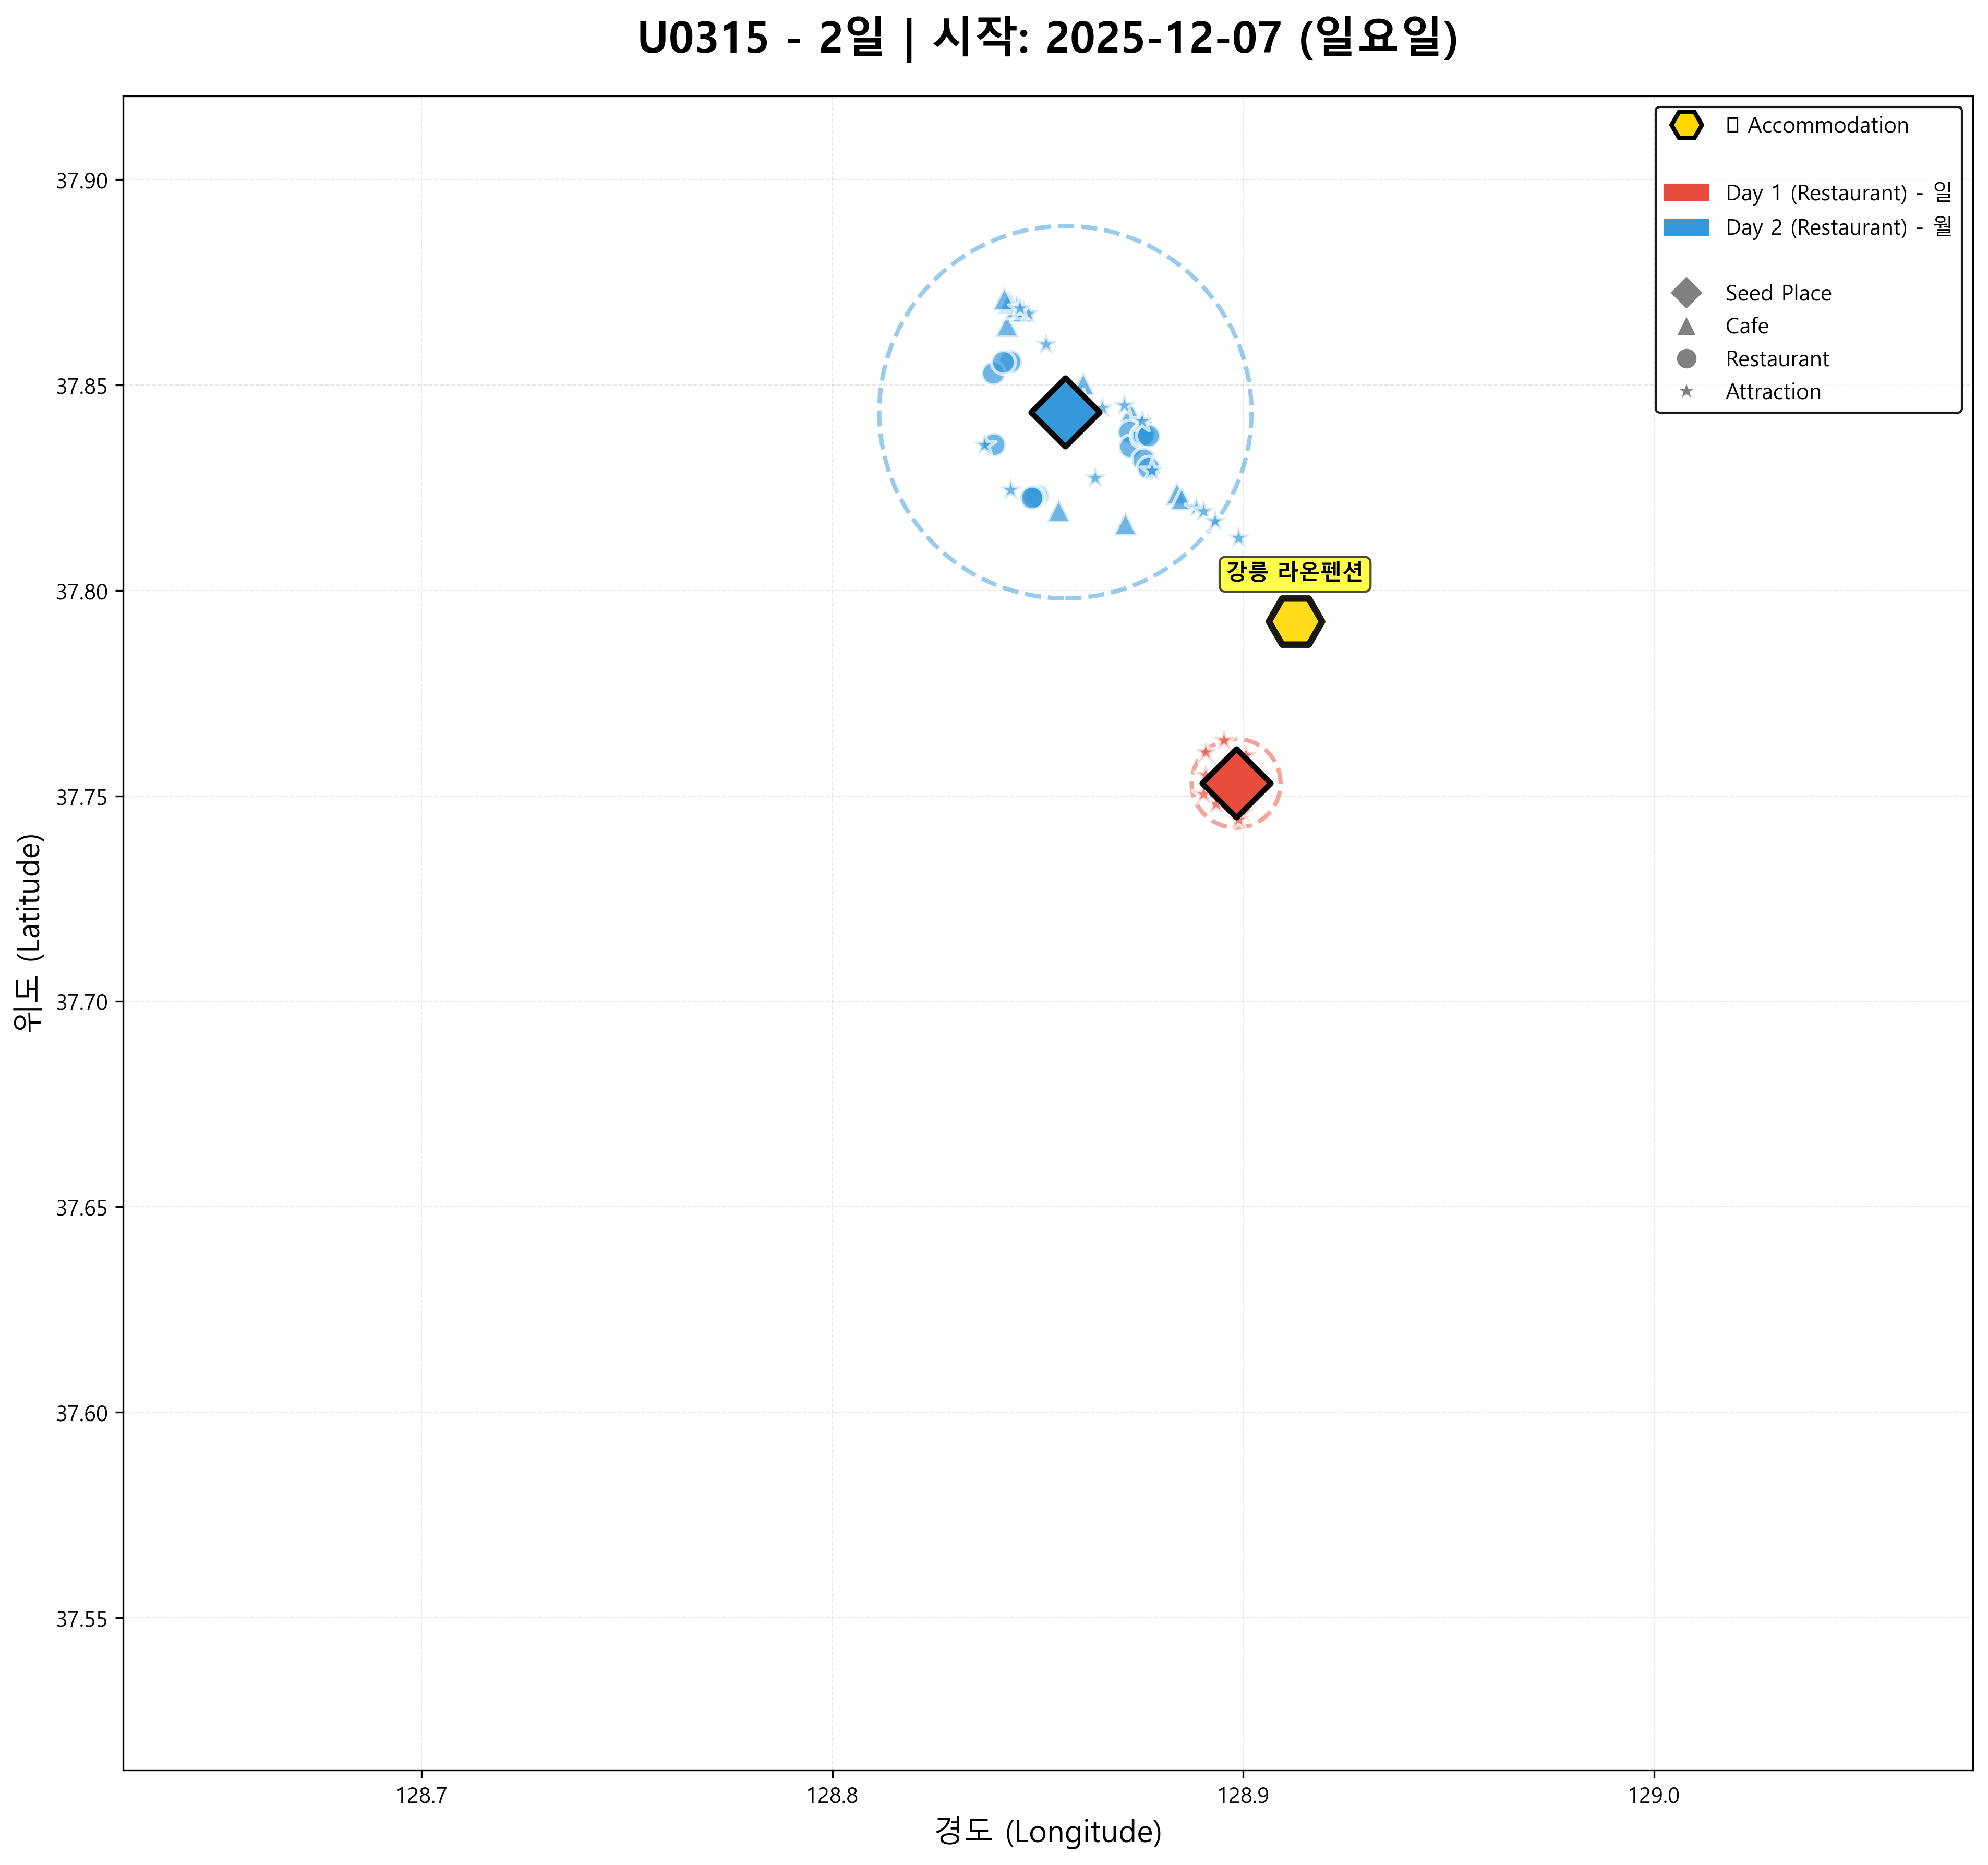 U0315 - 2일 | 시작: 2025-12-07 (일요일)
Accommodation
Day 1 (Restaurant) - 일
Day 2 (Restaurant) - 월
Seed Place
Cafe
Restaurant
Attraction
37.90
37.85
37.80
37.75
37.70
37.65
37.60
37.55
강릉 라온펜션
위도 (Latitude)
128.7
128.8
128.9
129.0
경도 (Longitude)